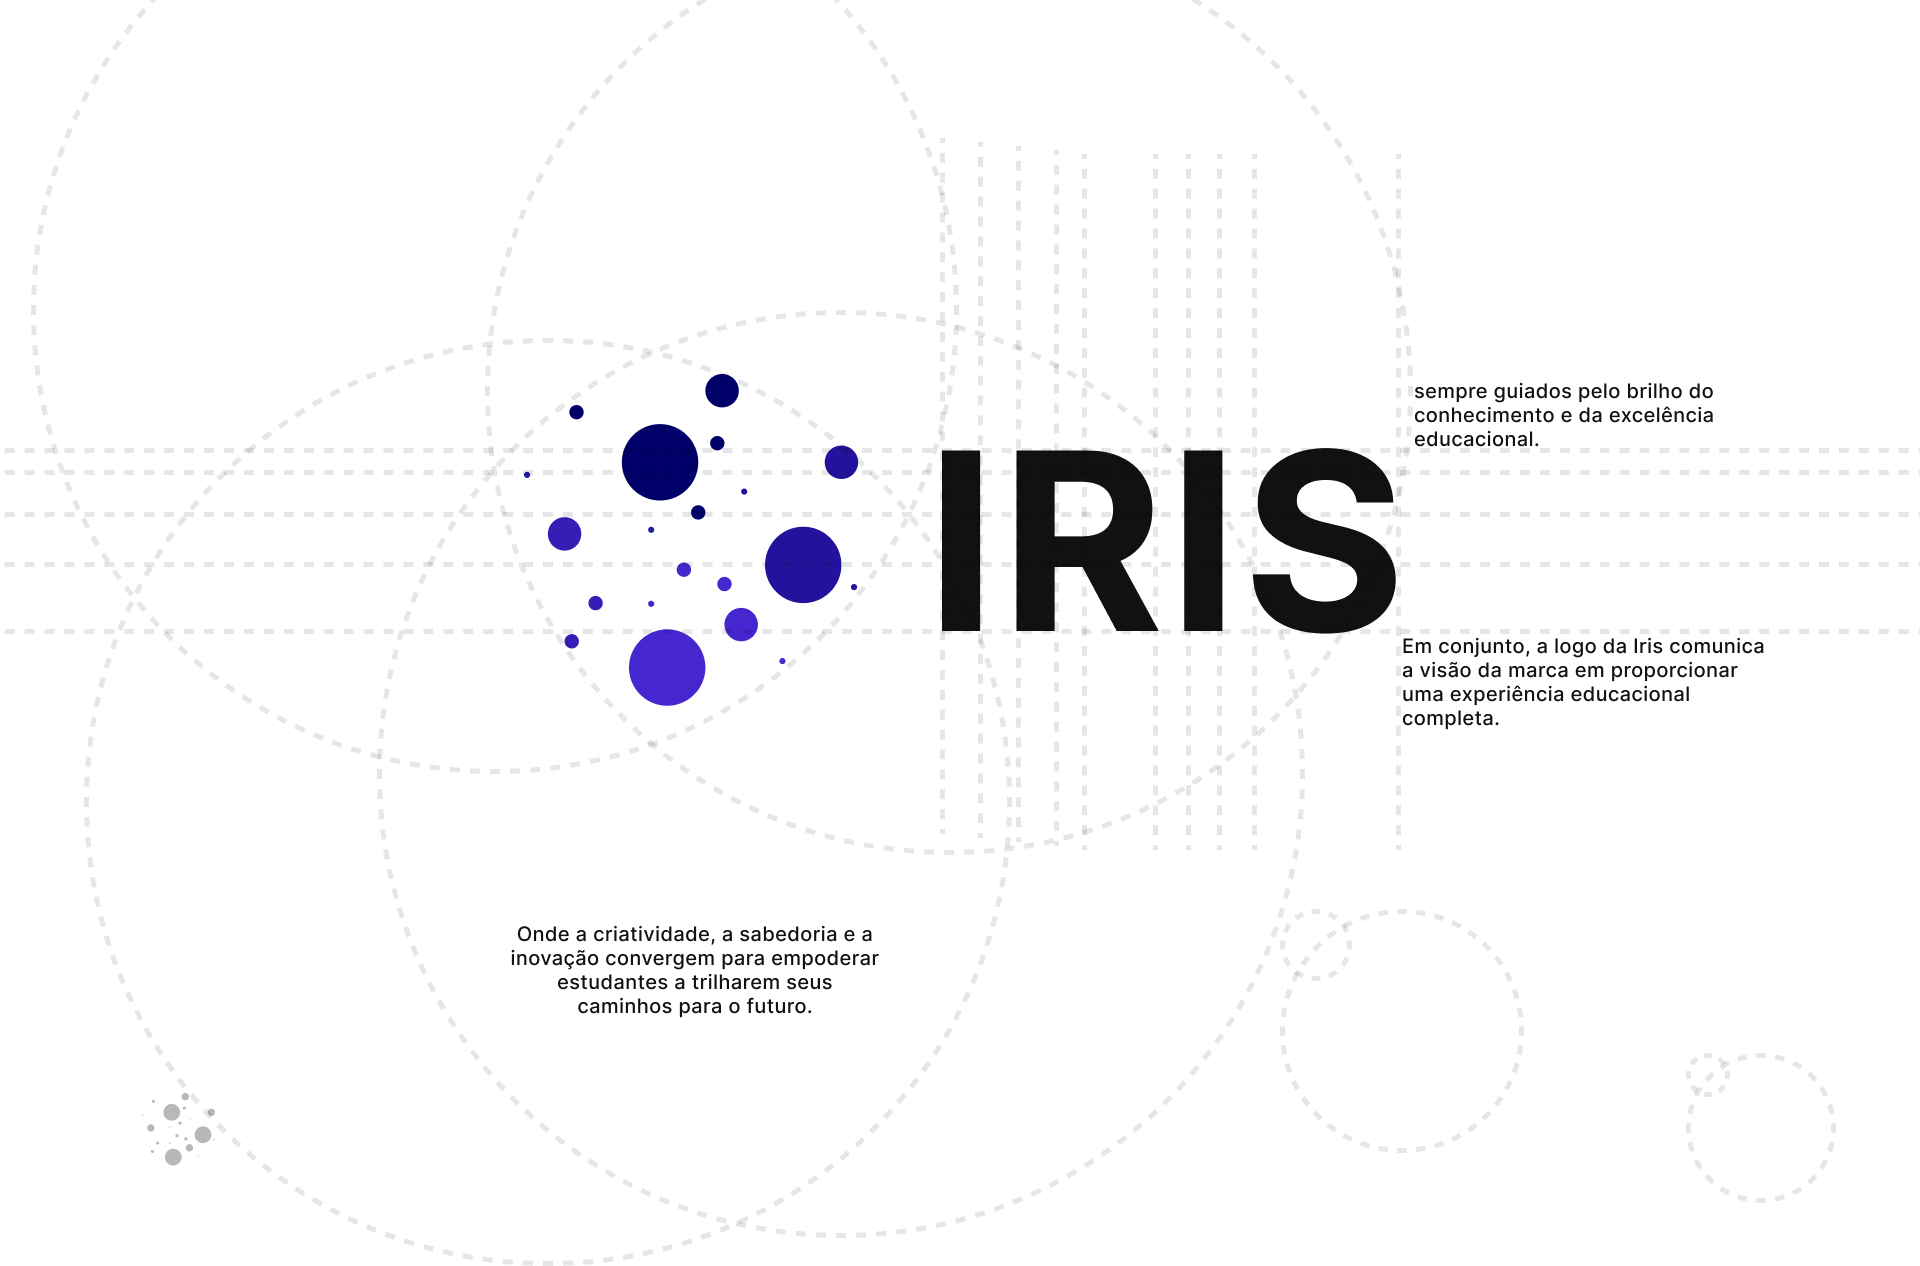 sempre guiados pelo brilho do
conhecimento e da excelência
educacional.
IRIS
Em conjunto, a logo da Iris comunica
a visão da marca em proporcionar
uma experiência educacional
completa.
Onde a criatividade, a sabedoria e a
inovação convergem para empoderar
estudantes a trilharem seus
caminhos para o futuro.